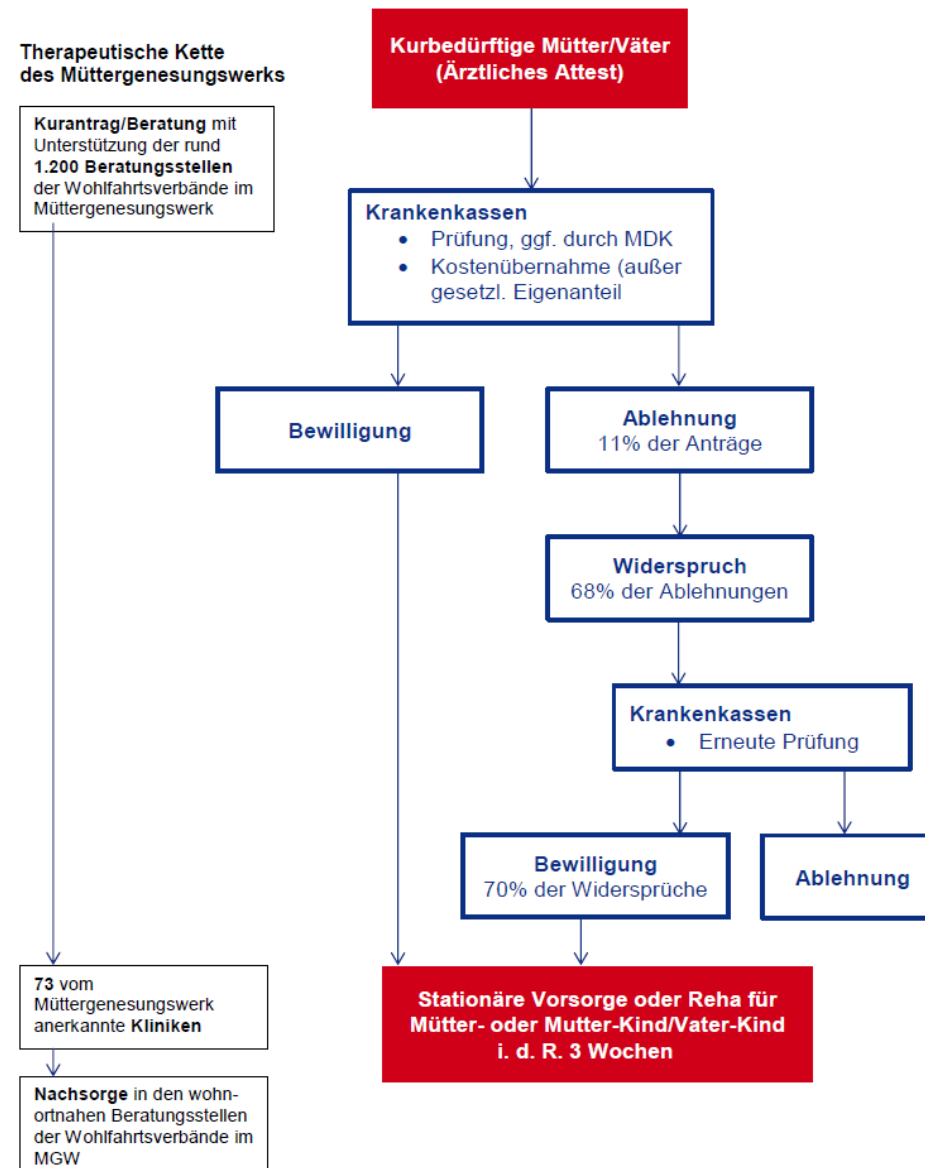 Therapeutische Kette
des Müttergenesungswerks
Kurantrag/Beratung mit
Unterstützung der rund
1.200 Beratungsstellen
der Wohlfahrtsverbände im
Müttergenesungswerk
73 vom
Müttergenesungswerk
anerkannte Kliniken
Nachsorge in den wohn-
ortnahen Beratungsstellen
der Wohlfahrtsverbände im
MGW
Kurbedürftige Mütter/Väter
(Ärztliches Attest)
Krankenkassen
• Prüfung, ggf. durch MDK
• Kostenübernahme (außer
gesetzl. Eigenanteil
Bewilligung
Ablehnung
11% der Anträge
Widerspruch
68% der Ablehnungen
Krankenkassen
• Erneute Prüfung
Bewilligung
70% der Widersprüche
Ablehnung
Stationäre Vorsorge oder Reha für
Mütter- oder Mutter-Kind/Vater-Kind
i. d. R. 3 Wochen